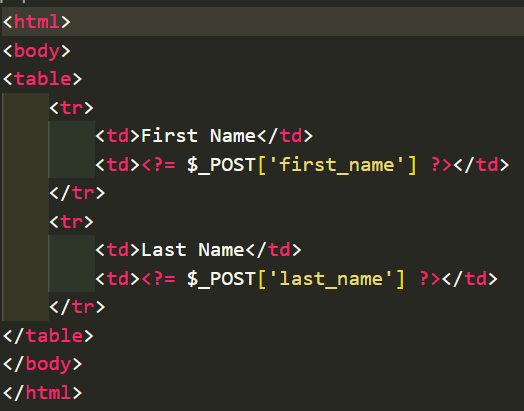 <html>
<body>
<table>
    <tr>
        <td>First Name</td>
        <td><?= $_POST['first_name'] ?></td>
    </tr>
    <tr>
        <td>Last Name</td>
        <td><?= $_POST['last_name'] ?></td>
    </tr>
</table>
</body>
</html>